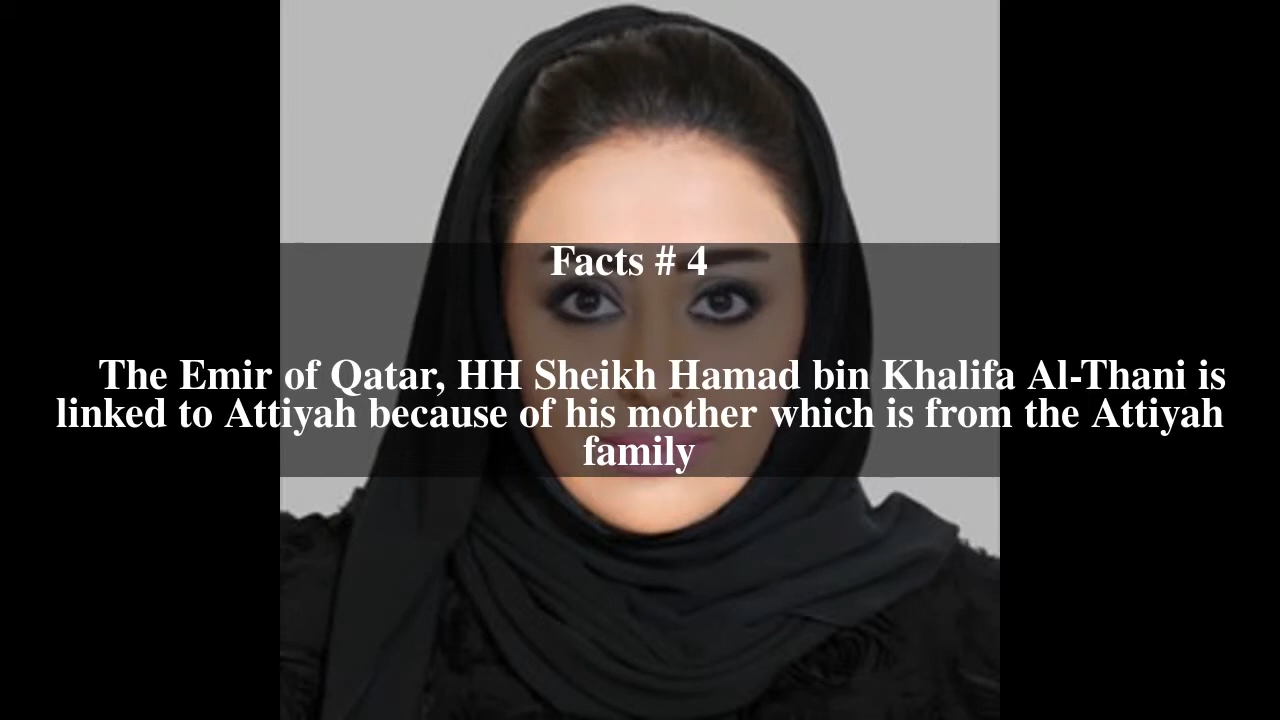 Facts # 4
The Emir of Qatar, HH Sheikh Hamad bin Khalifa Al-Thani is
linked to Attiyah because of his mother which is from the Attiyah
family